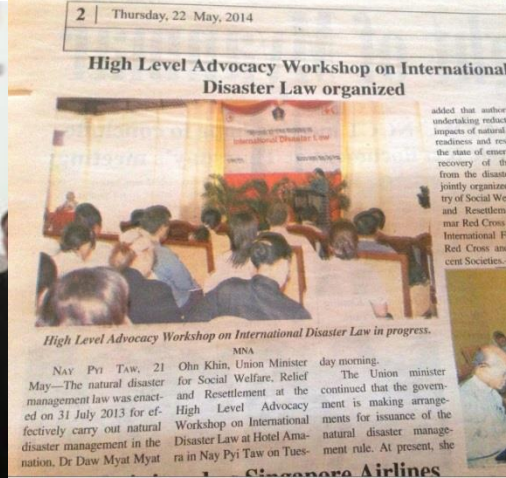 2 | Thursday, 22 May, 2014
High Level Advocacy Workshop on International
Disaster Law organized
International Disaster Law
High Level Advocacy Workshop on International Disaster Law in progress.
MNA
NAY PYI TAW, 21
May—The natural disaster
management law was enact-
ed on 31 July 2013 for ef-
fectively carry out natural
disaster management in the
nation, Dr Daw Myat Myat
Ohn Khin, Union Minister
for Social Welfare, Relief
and Resettlement at the
High Level Advocacy
Workshop on International
Disaster Law at Hotel Ama-
ra in Nay Pyi Taw on Tues-
day morning.
The Union minister
continued that the govern-
ment is making arrange-
ments for issuance of the
natural disaster manage-
ment rule. At present, she
added that author
undertaking reduct
impacts of natural
readiness and
the state of emer
recovery of th
from the disast
jointly organize
try of Social We
and Resettlem
mar Red Cross
International F
Red Cross an
cent Societies.
Singapore Airlines